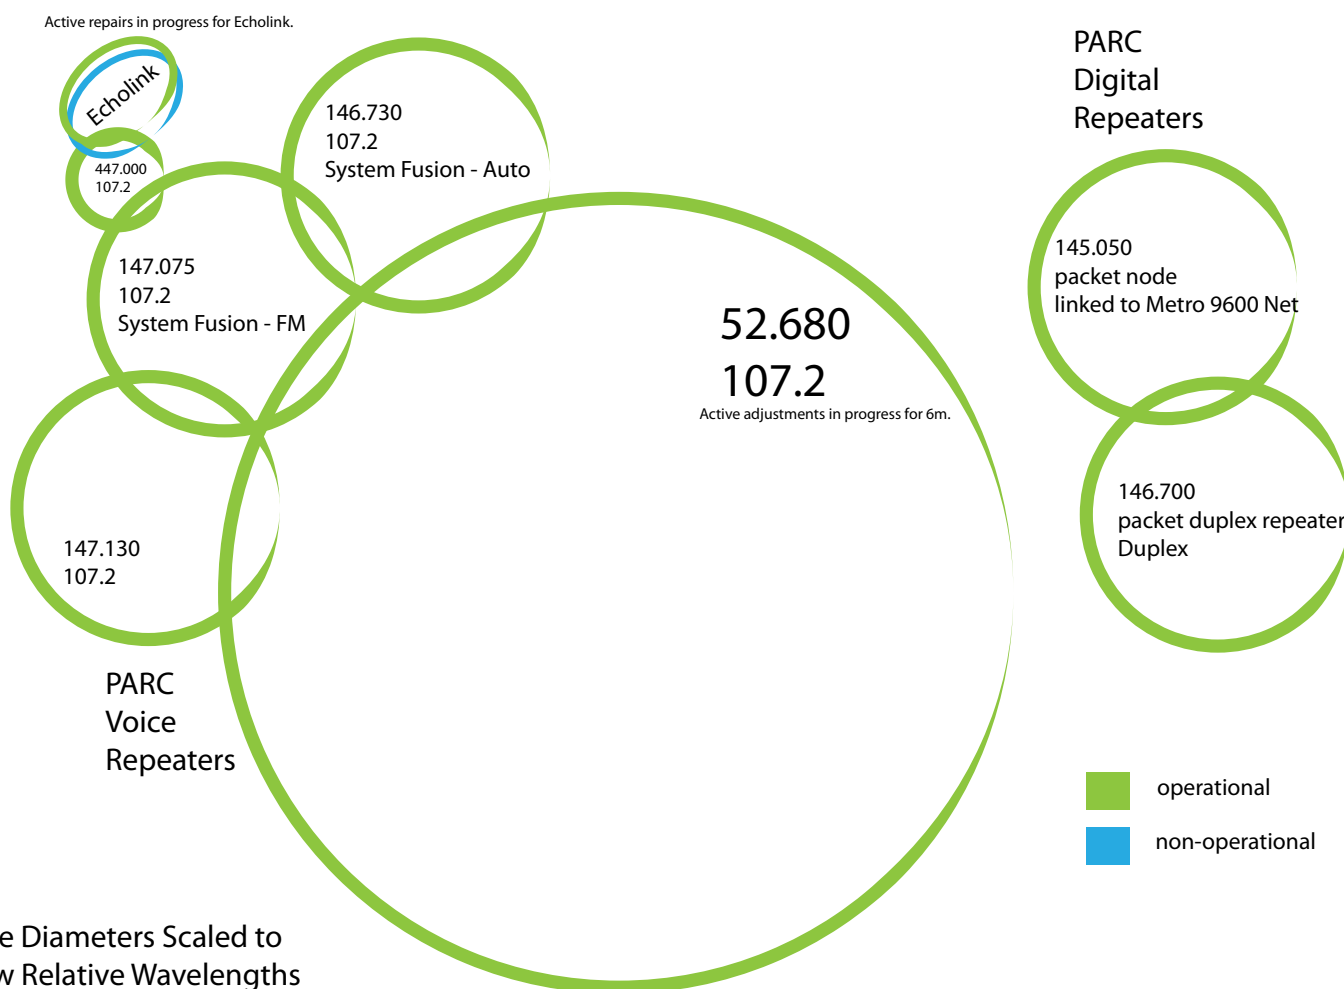 Active repairs in progress for Echolink.
Echolink
447.000
107.2
146.730
107.2
System Fusion - Auto
147.075
107.2
System Fusion - FM
52.680
107.2
Active adjustments in progress for 6m.
147.130
107.2
PARC
Voice
Repeaters
PARC
Digital
Repeaters
145.050
packet node
linked to Metro 9600 Net
146.700
packet duplex repeater
Duplex
operational
non-operational
e Diameters Scaled to
w Relative Wavelengths